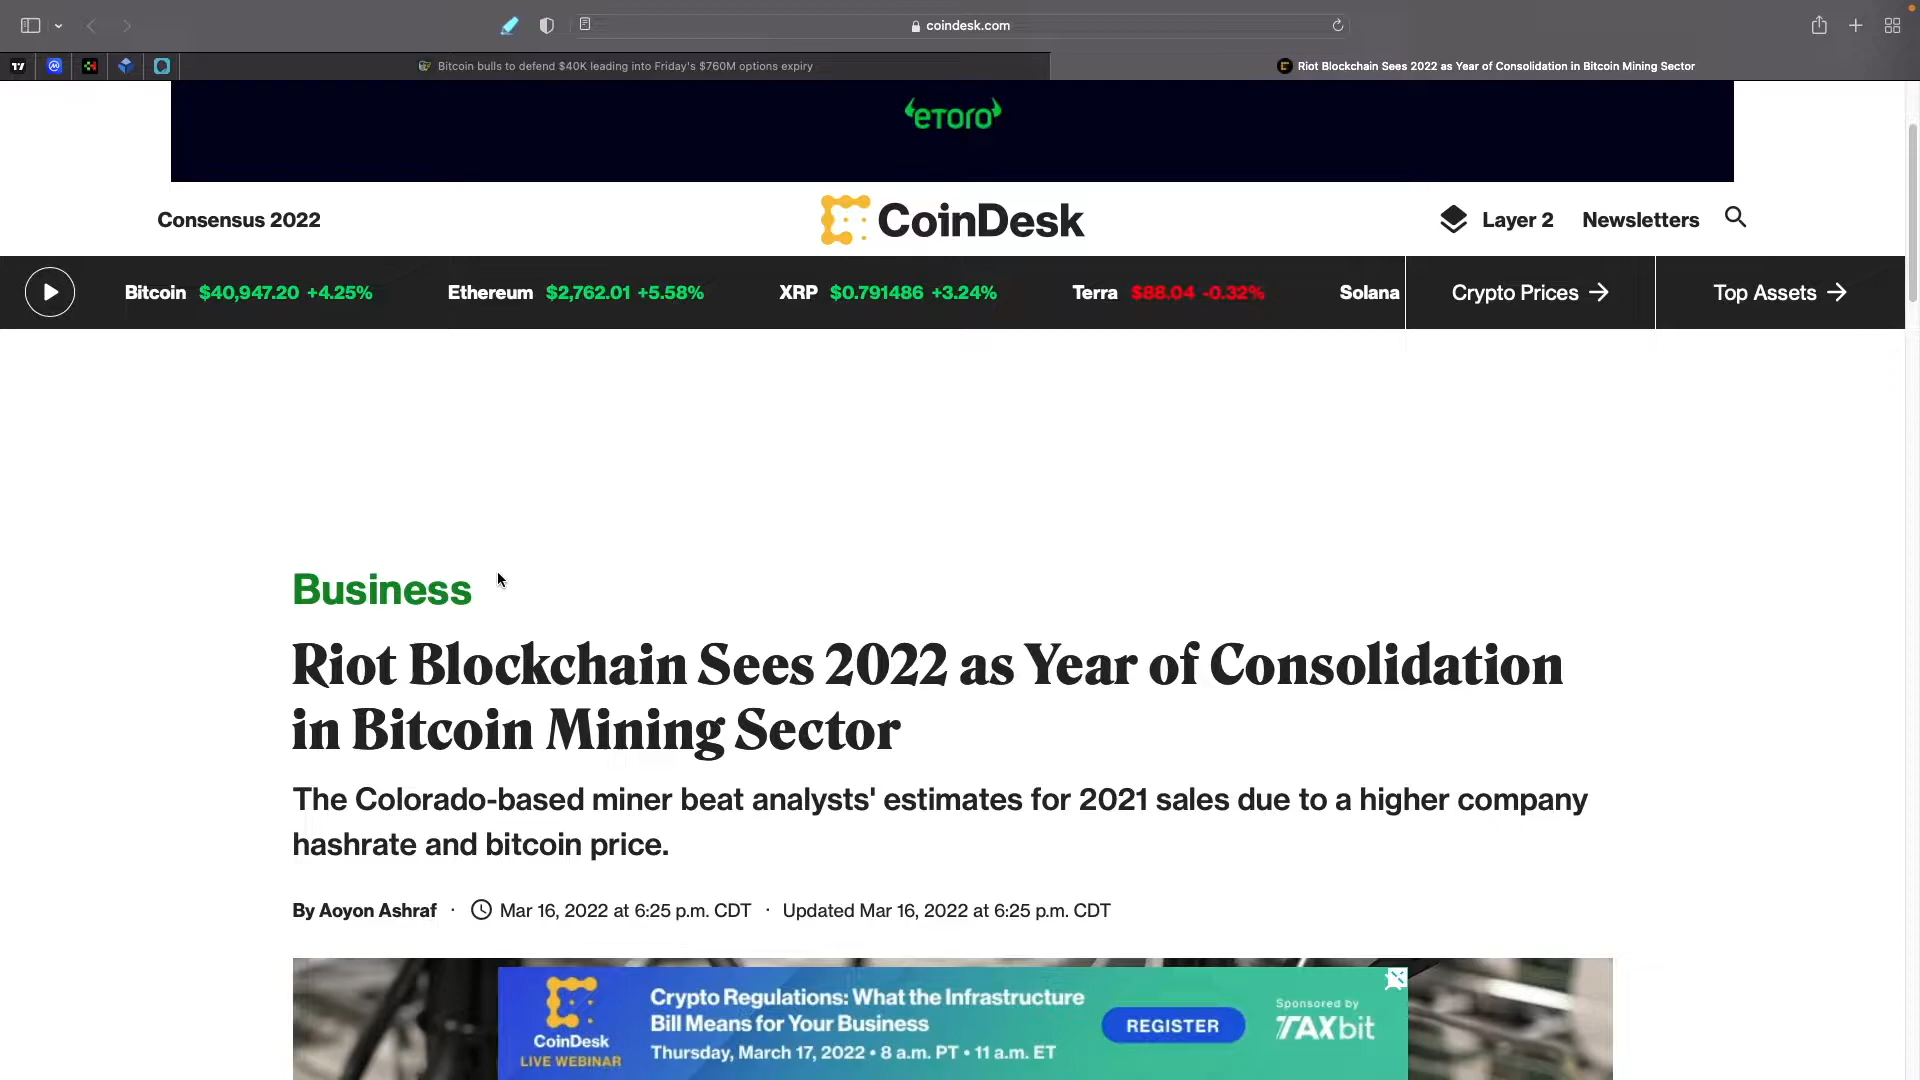 coindesk.com
Bitcoin bulls to defend $40K leading into Friday's $760M options expiry
Riot Blockchain Sees 2022 as Year of Consolidation in Bitcoin Mining Sector
eToro
Consensus 2022
CoinDesk
Layer 2
Newsletters
Bitcoin $40,947.20 +4.25%
Ethereum $2,762.01 +5.58%
XRP $0.791486 +3.24%
Terra $88.04 -0.32%
Solana
Crypto Prices →
Top Assets →
Business
Riot Blockchain Sees 2022 as Year of Consolidation
in Bitcoin Mining Sector
The Colorado-based miner beat analysts' estimates for 2021 sales due to a higher company
hashrate and bitcoin price.
By Aoyon Ashraf · Mar 16, 2022 at 6:25 p.m. CDT · Updated Mar 16, 2022 at 6:25 p.m. CDT
CoinDesk
LIVE WEBINAR
Crypto Regulations: What the Infrastructure
Bill Means for Your Business
Thursday, March 17, 2022 • 8 a.m. PT • 11 a.m. ET
REGISTER
Sponsored by
TAXbit